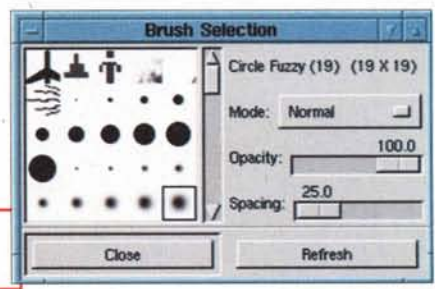 Brush Selection
Circle Fuzzy (19) (19 X 19)
Mode: Normal
100.0
Opacity:
25.0
Spacing:
Close Refresh